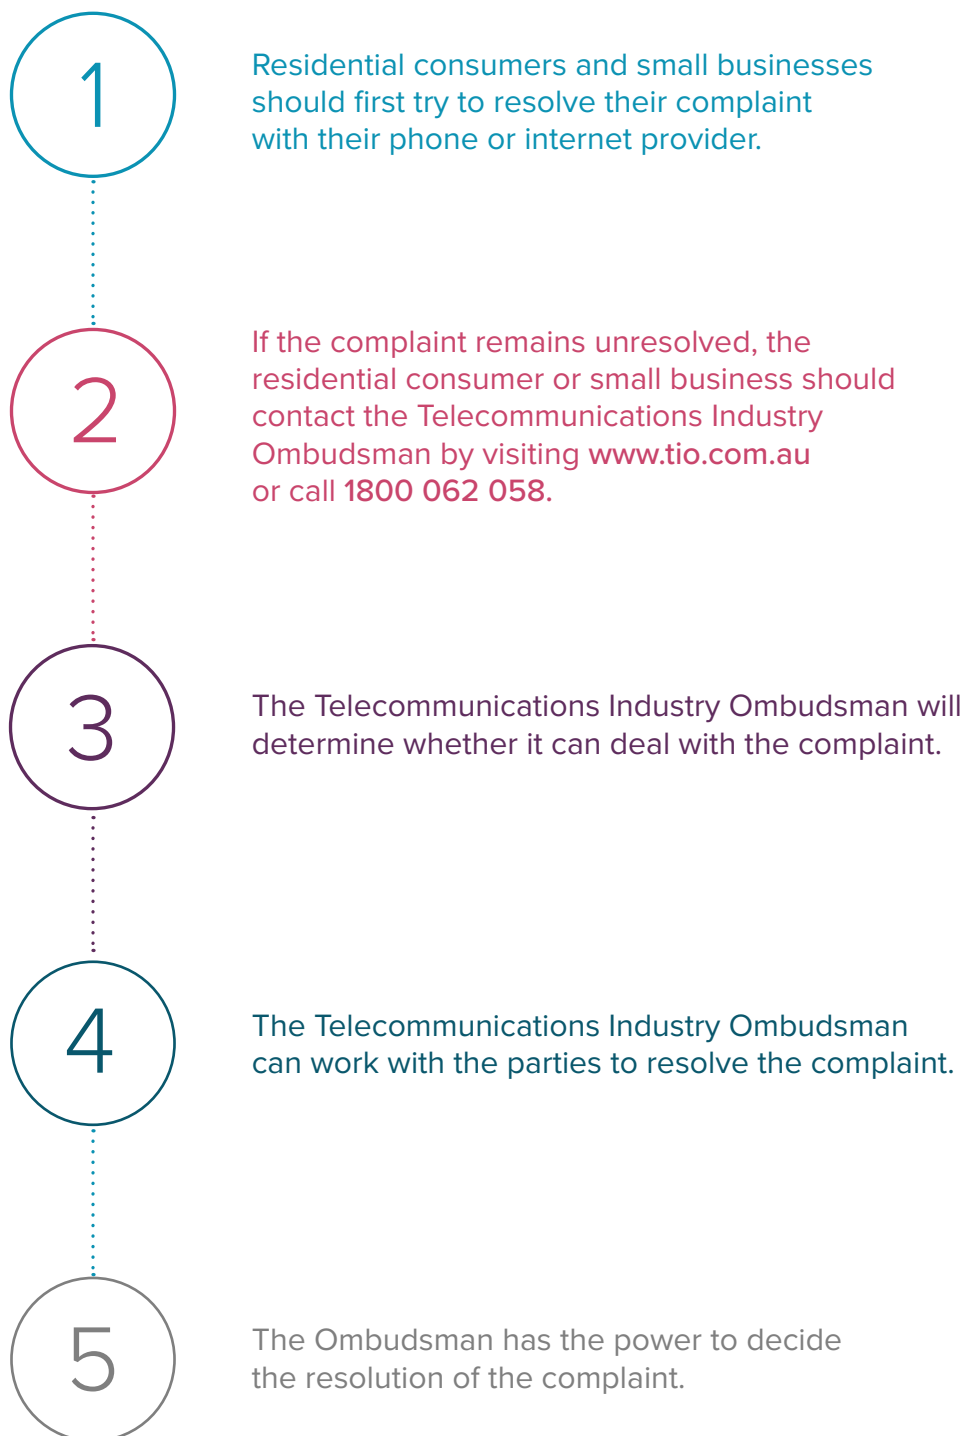 1
Residential consumers and small businesses
should first try to resolve their complaint
with their phone or internet provider.
2
If the complaint remains unresolved, the
residential consumer or small business should
contact the Telecommunications Industry
Ombudsman by visiting www.tio.com.au
or call 1800 062 058.
3
The Telecommunications Industry Ombudsman will
determine whether it can deal with the complaint.
4
The Telecommunications Industry Ombudsman
can work with the parties to resolve the complaint.
5
The Ombudsman has the power to decide
the resolution of the complaint.